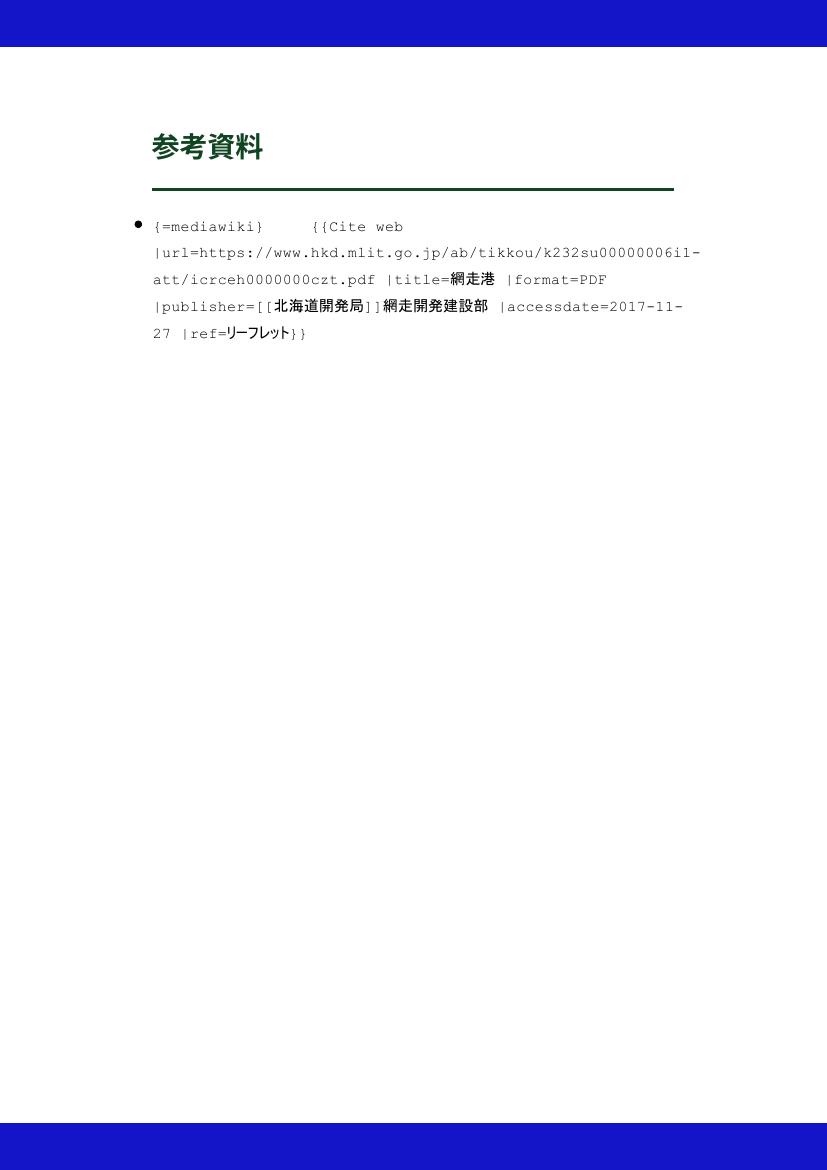 参考資料
● {=mediawiki} {{Cite web
|url=https://www.hkd.mlit.go.jp/ab/tikkou/k232su00000006i1-
att/icrceh0000000czt.pdf |title=網走港 |format=PDF
|publisher=[[北海道開発局]]網走開発建設部 |accessdate=2017-11-
27 |ref=リーフレット}}